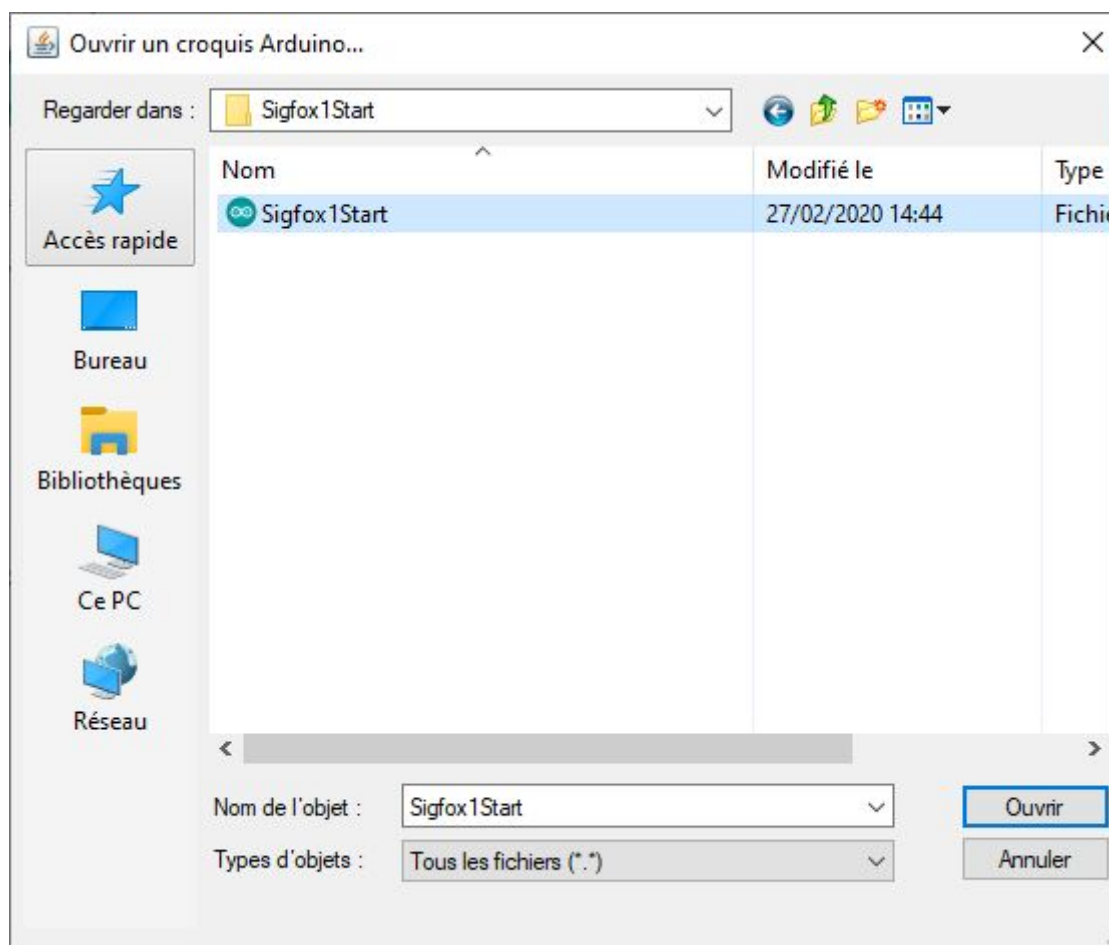 Ouvrir un croquis Arduino...
Regarder dans : Sigfox1Start
Nom Modifié le Type
Sigfox1Start 27/02/2020 14:44 Fichie
Accès rapide
Bureau
Bibliothèques
Ce PC
Réseau
Nom de l'objet : Sigfox1Start Ouvrir
Types d'objets : Tous les fichiers (*.*) Annuler